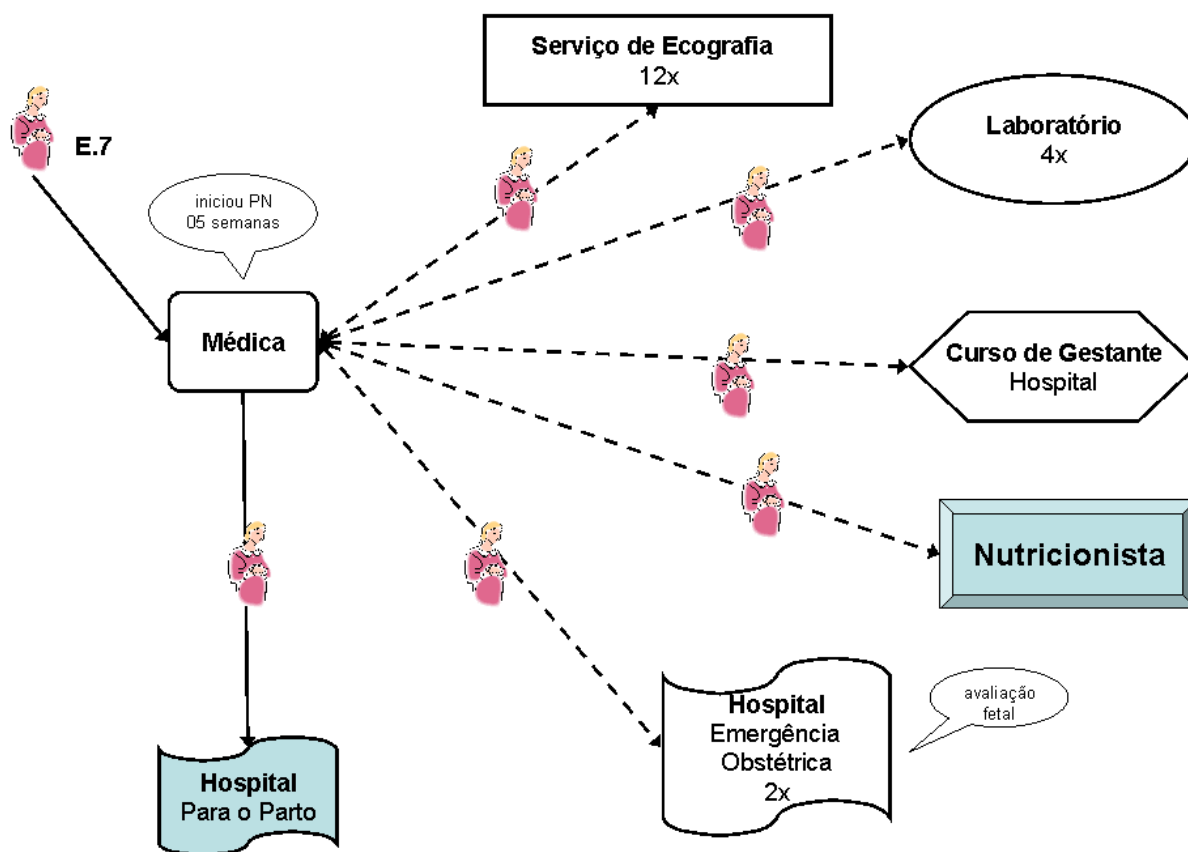 Serviço de Ecografia
12x
E.7
Laboratório
4x
iniciou PN
05 semanas
Médica
Curso de Gestante
Hospital
Nutricionista
Hospital
Emergência
Obstétrica
2x
avaliação
fetal
Hospital
Para o Parto